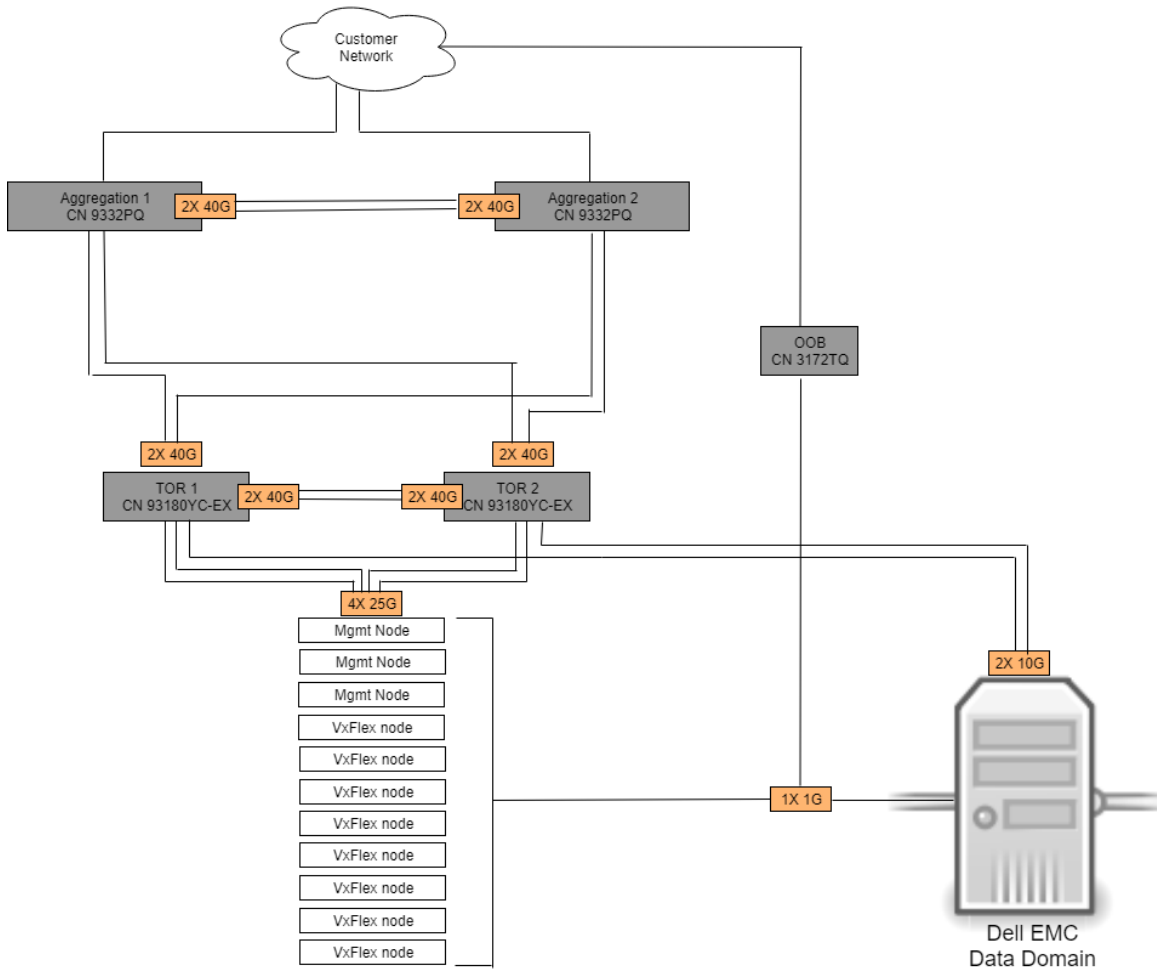 Customer
Network
Aggregation 1
CN 9332PQ
2X 40G
2X 40G
Aggregation 2
CN 9332PQ
OOB
CN 3172TQ
2X 40G
2X 40G
TOR 1
CN 93180YC-EX
2X 40G
2X 40G
TOR 2
CN 93180YC-EX
4X 25G
Mgmt Node
Mgmt Node
Mgmt Node
VxFlex node
VxFlex node
VxFlex node
VxFlex node
VxFlex node
VxFlex node
VxFlex node
VxFlex node
1X 1G
2X 10G
Dell EMC
Data Domain